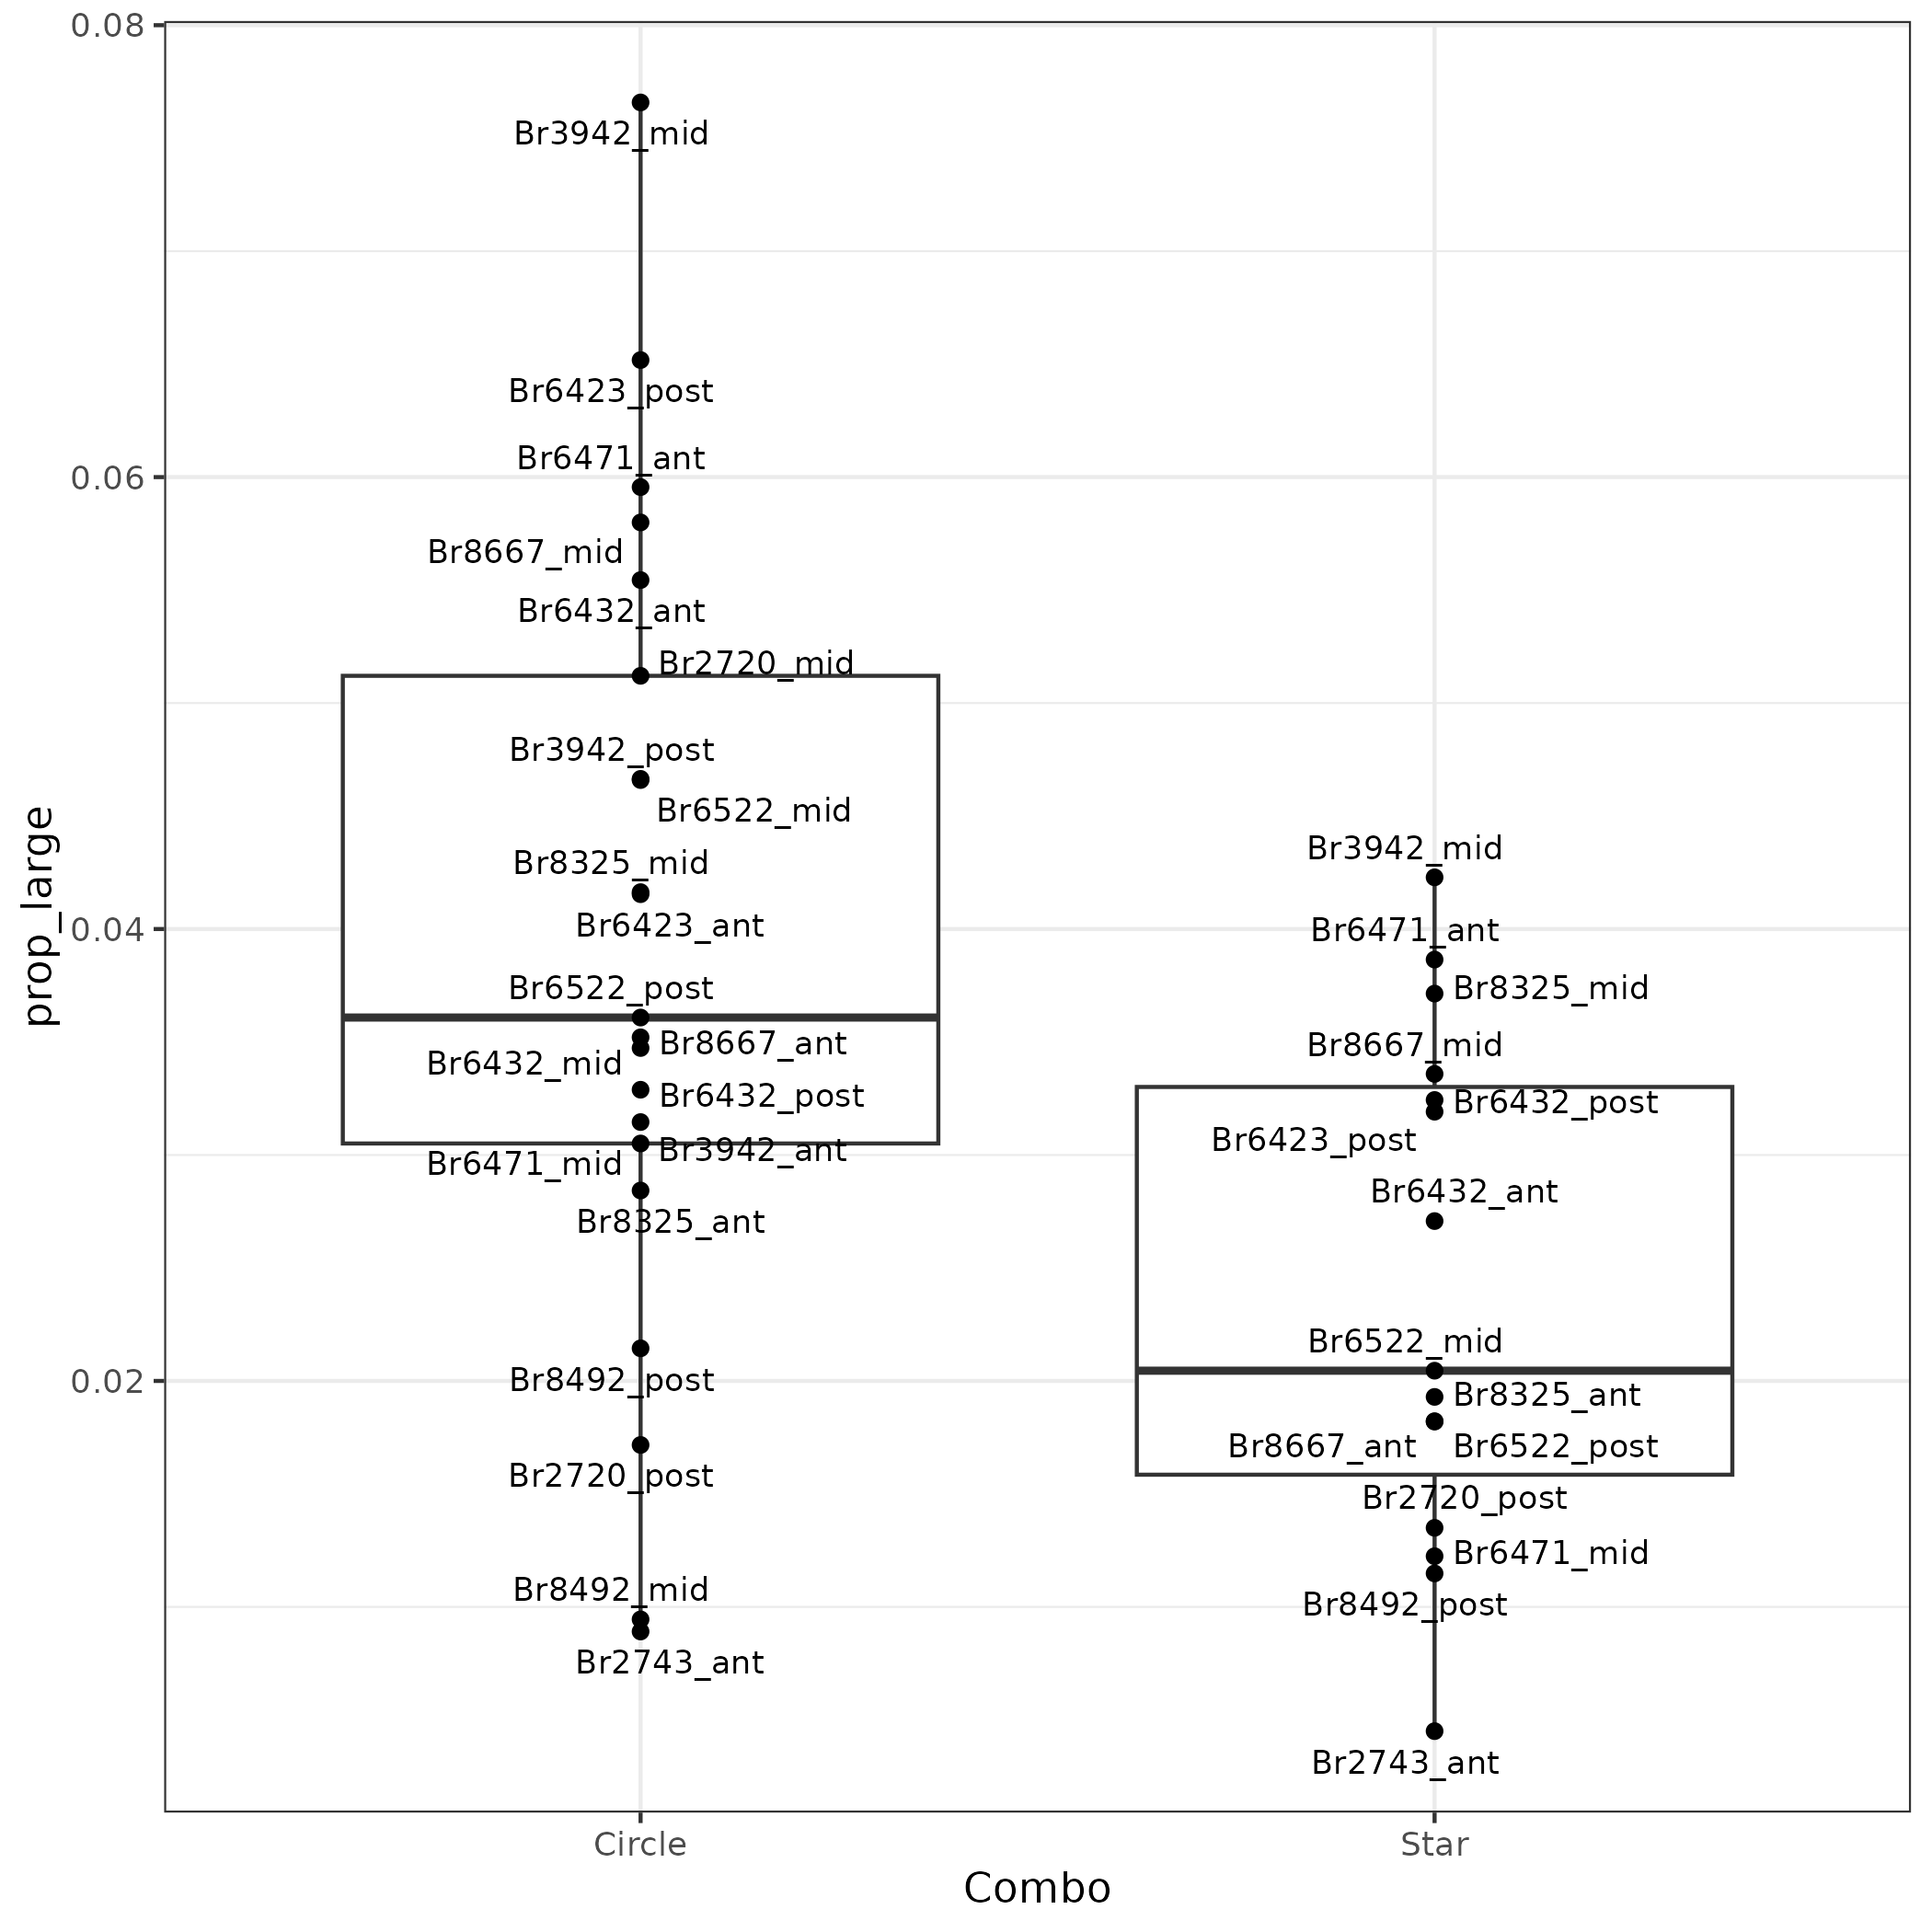 0.08
0.06
0.04
0.02
prop_large
Br3942_mid
Br6423_post
Br6471_ant
Br8667_mid
Br6432_ant
Br2720_mid
Br3942_post
Br6522_mid
Br8325_mid
Br6423_ant
Br6522_post
Br8667_ant
Br6432_mid
Br6432_post
Br3942_ant
Br6471_mid
Br8325_ant
Br8492_post
Br2720_post
Br8492_mid
Br2743_ant
Br3942_mid
Br6471_ant
Br8325_mid
Br8667_mid
Br6432_post
Br6423_post
Br6432_ant
Br6522_mid
Br8325_ant
Br8667_ant
Br6522_post
Br2720_post
Br6471_mid
Br8492_post
Br2743_ant
Circle
Star
Combo